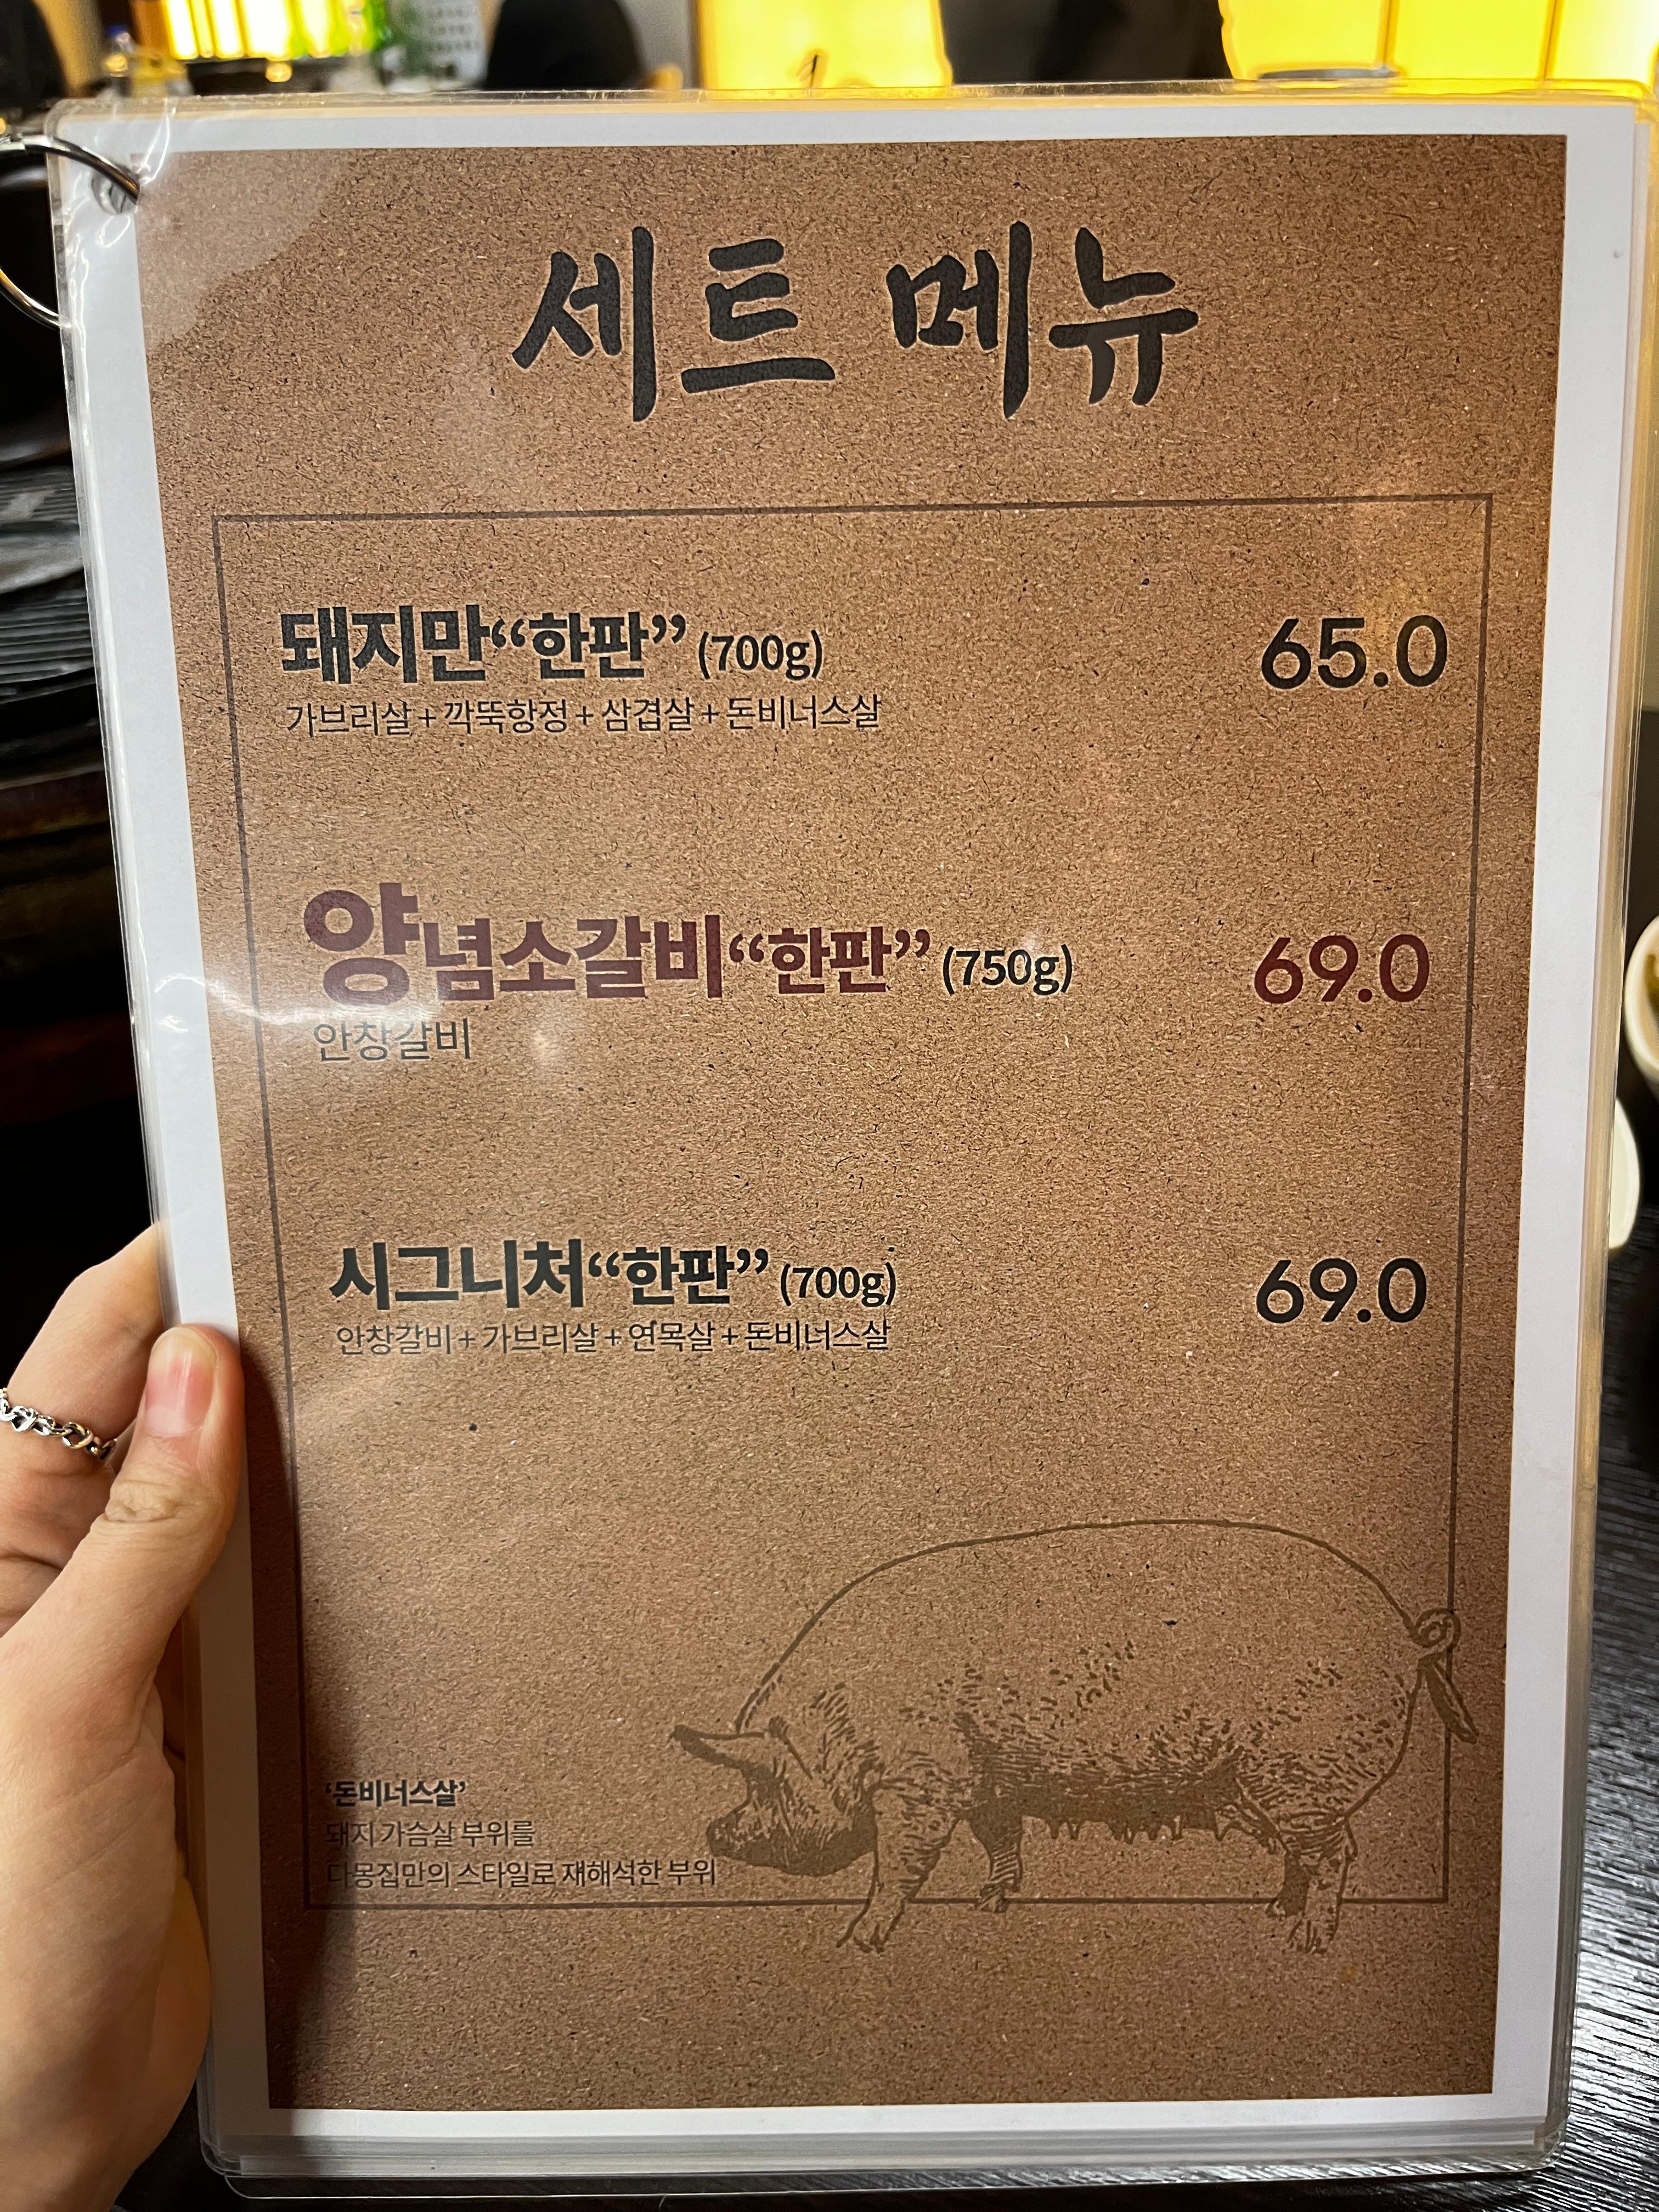 세트 메뉴
돼지만“한판” (700g) 65.0
가브리살 + 깍뚝항정 + 삼겹살 + 돈비너스살
양념소갈비“한판” (750g) 69.0
안창갈비
시그니처“한판” (700g) 69.0
안창갈비 + 가브리살 + 연목살 + 돈비너스살
‘돈비너스살’
돼지 가슴살 부위를
다몽집만의 스타일로 재해석한 부위